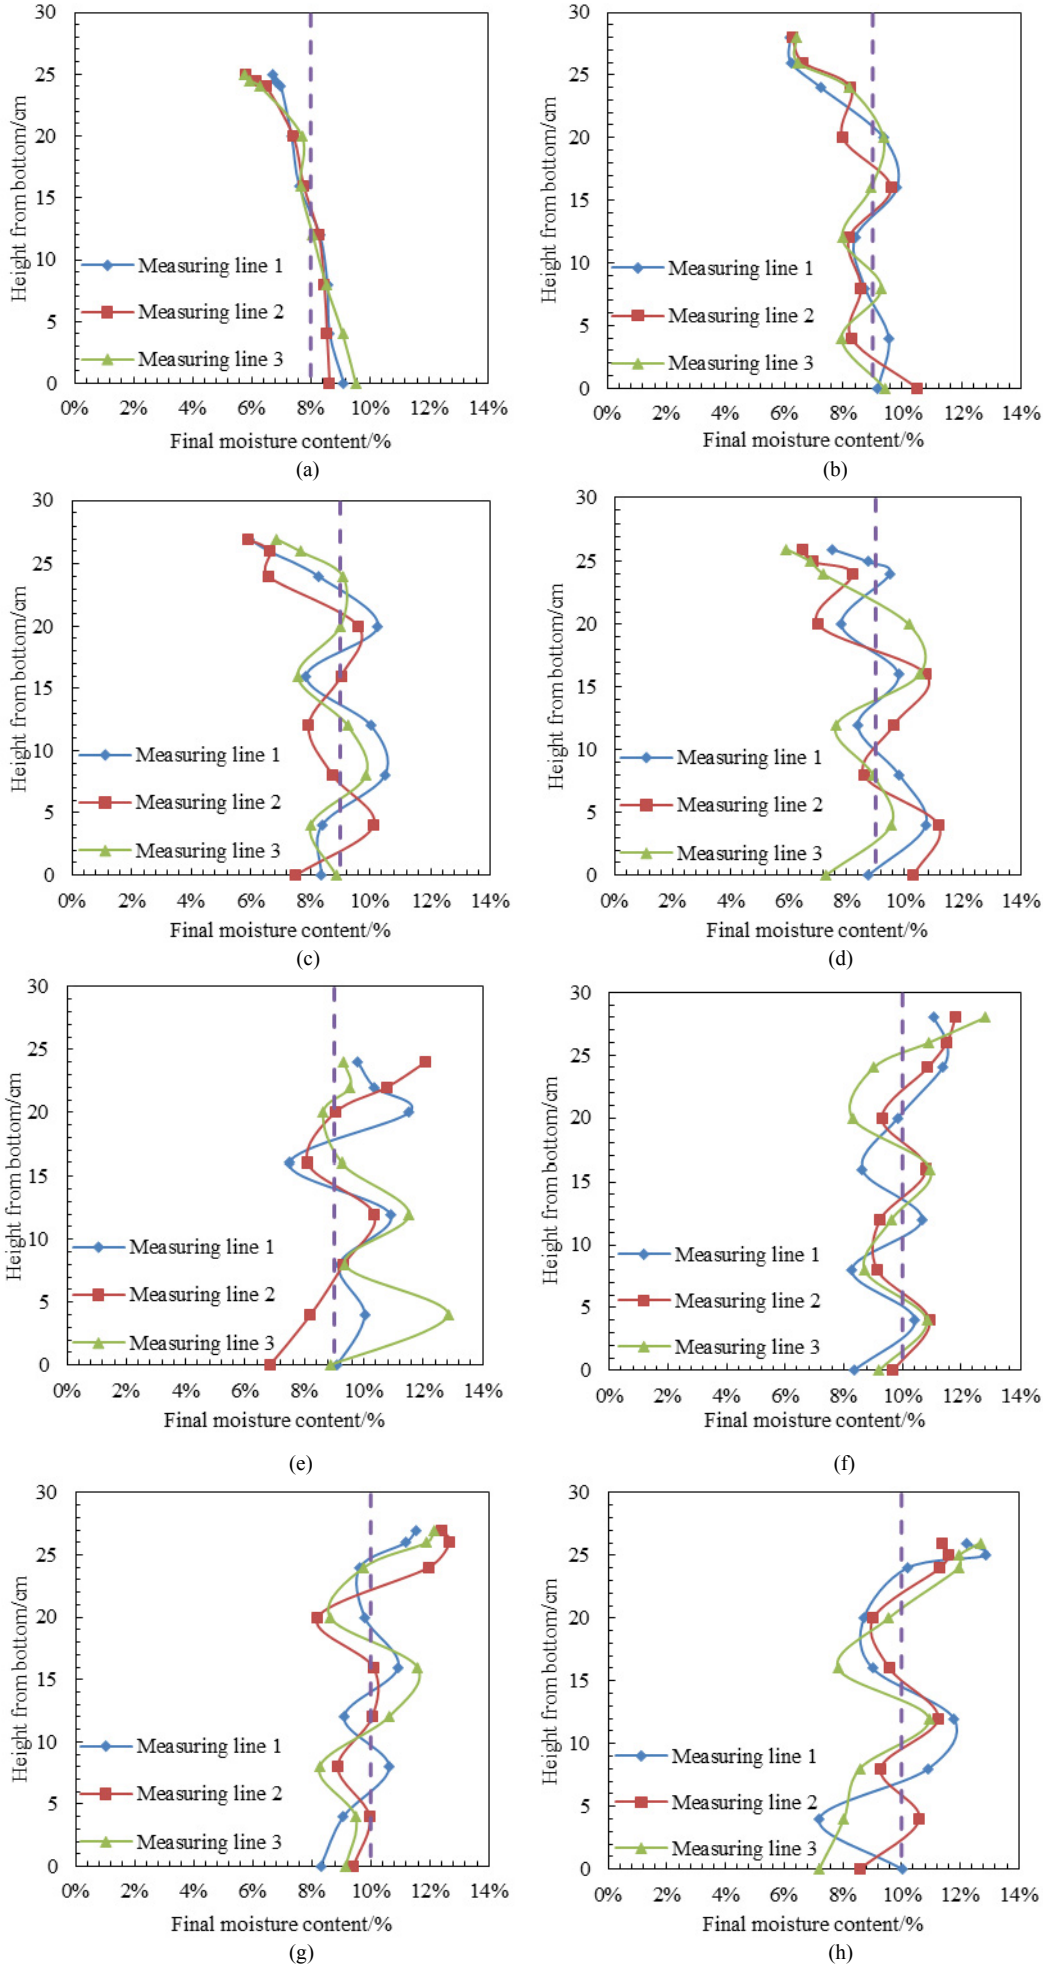 30
25
20
15
10
5
0
Height from bottom/cm
Measuring line 1
Measuring line 2
Measuring line 3
0% 2% 4% 6% 8% 10% 12% 14%
Final moisture content/%
(a)
30
25
20
15
10
5
0
Height from bottom/cm
Measuring line 1
Measuring line 2
Measuring line 3
0% 2% 4% 6% 8% 10% 12% 14%
Final moisture content/%
(b)
30
25
20
15
10
5
0
Height from bottom/cm
Measuring line 1
Measuring line 2
Measuring line 3
0% 2% 4% 6% 8% 10% 12% 14%
Final moisture content/%
(c)
30
25
20
15
10
5
0
Height from bottom/cm
Measuring line 1
Measuring line 2
Measuring line 3
0% 2% 4% 6% 8% 10% 12% 14%
Final moisture content/%
(d)
30
25
20
15
10
5
0
Height from bottom/cm
Measuring line 1
Measuring line 2
Measuring line 3
0% 2% 4% 6% 8% 10% 12% 14%
Final moisture content/%
(e)
30
25
20
15
10
5
0
Height from bottom/cm
Measuring line 1
Measuring line 2
Measuring line 3
0% 2% 4% 6% 8% 10% 12% 14%
Final moisture content/%
(f)
30
25
20
15
10
5
0
Height from bottom/cm
Measuring line 1
Measuring line 2
Measuring line 3
0% 2% 4% 6% 8% 10% 12% 14%
Final moisture content/%
(g)
30
25
20
15
10
5
0
Height from bottom/cm
Measuring line 1
Measuring line 2
Measuring line 3
0% 2% 4% 6% 8% 10% 12% 14%
Final moisture content/%
(h)